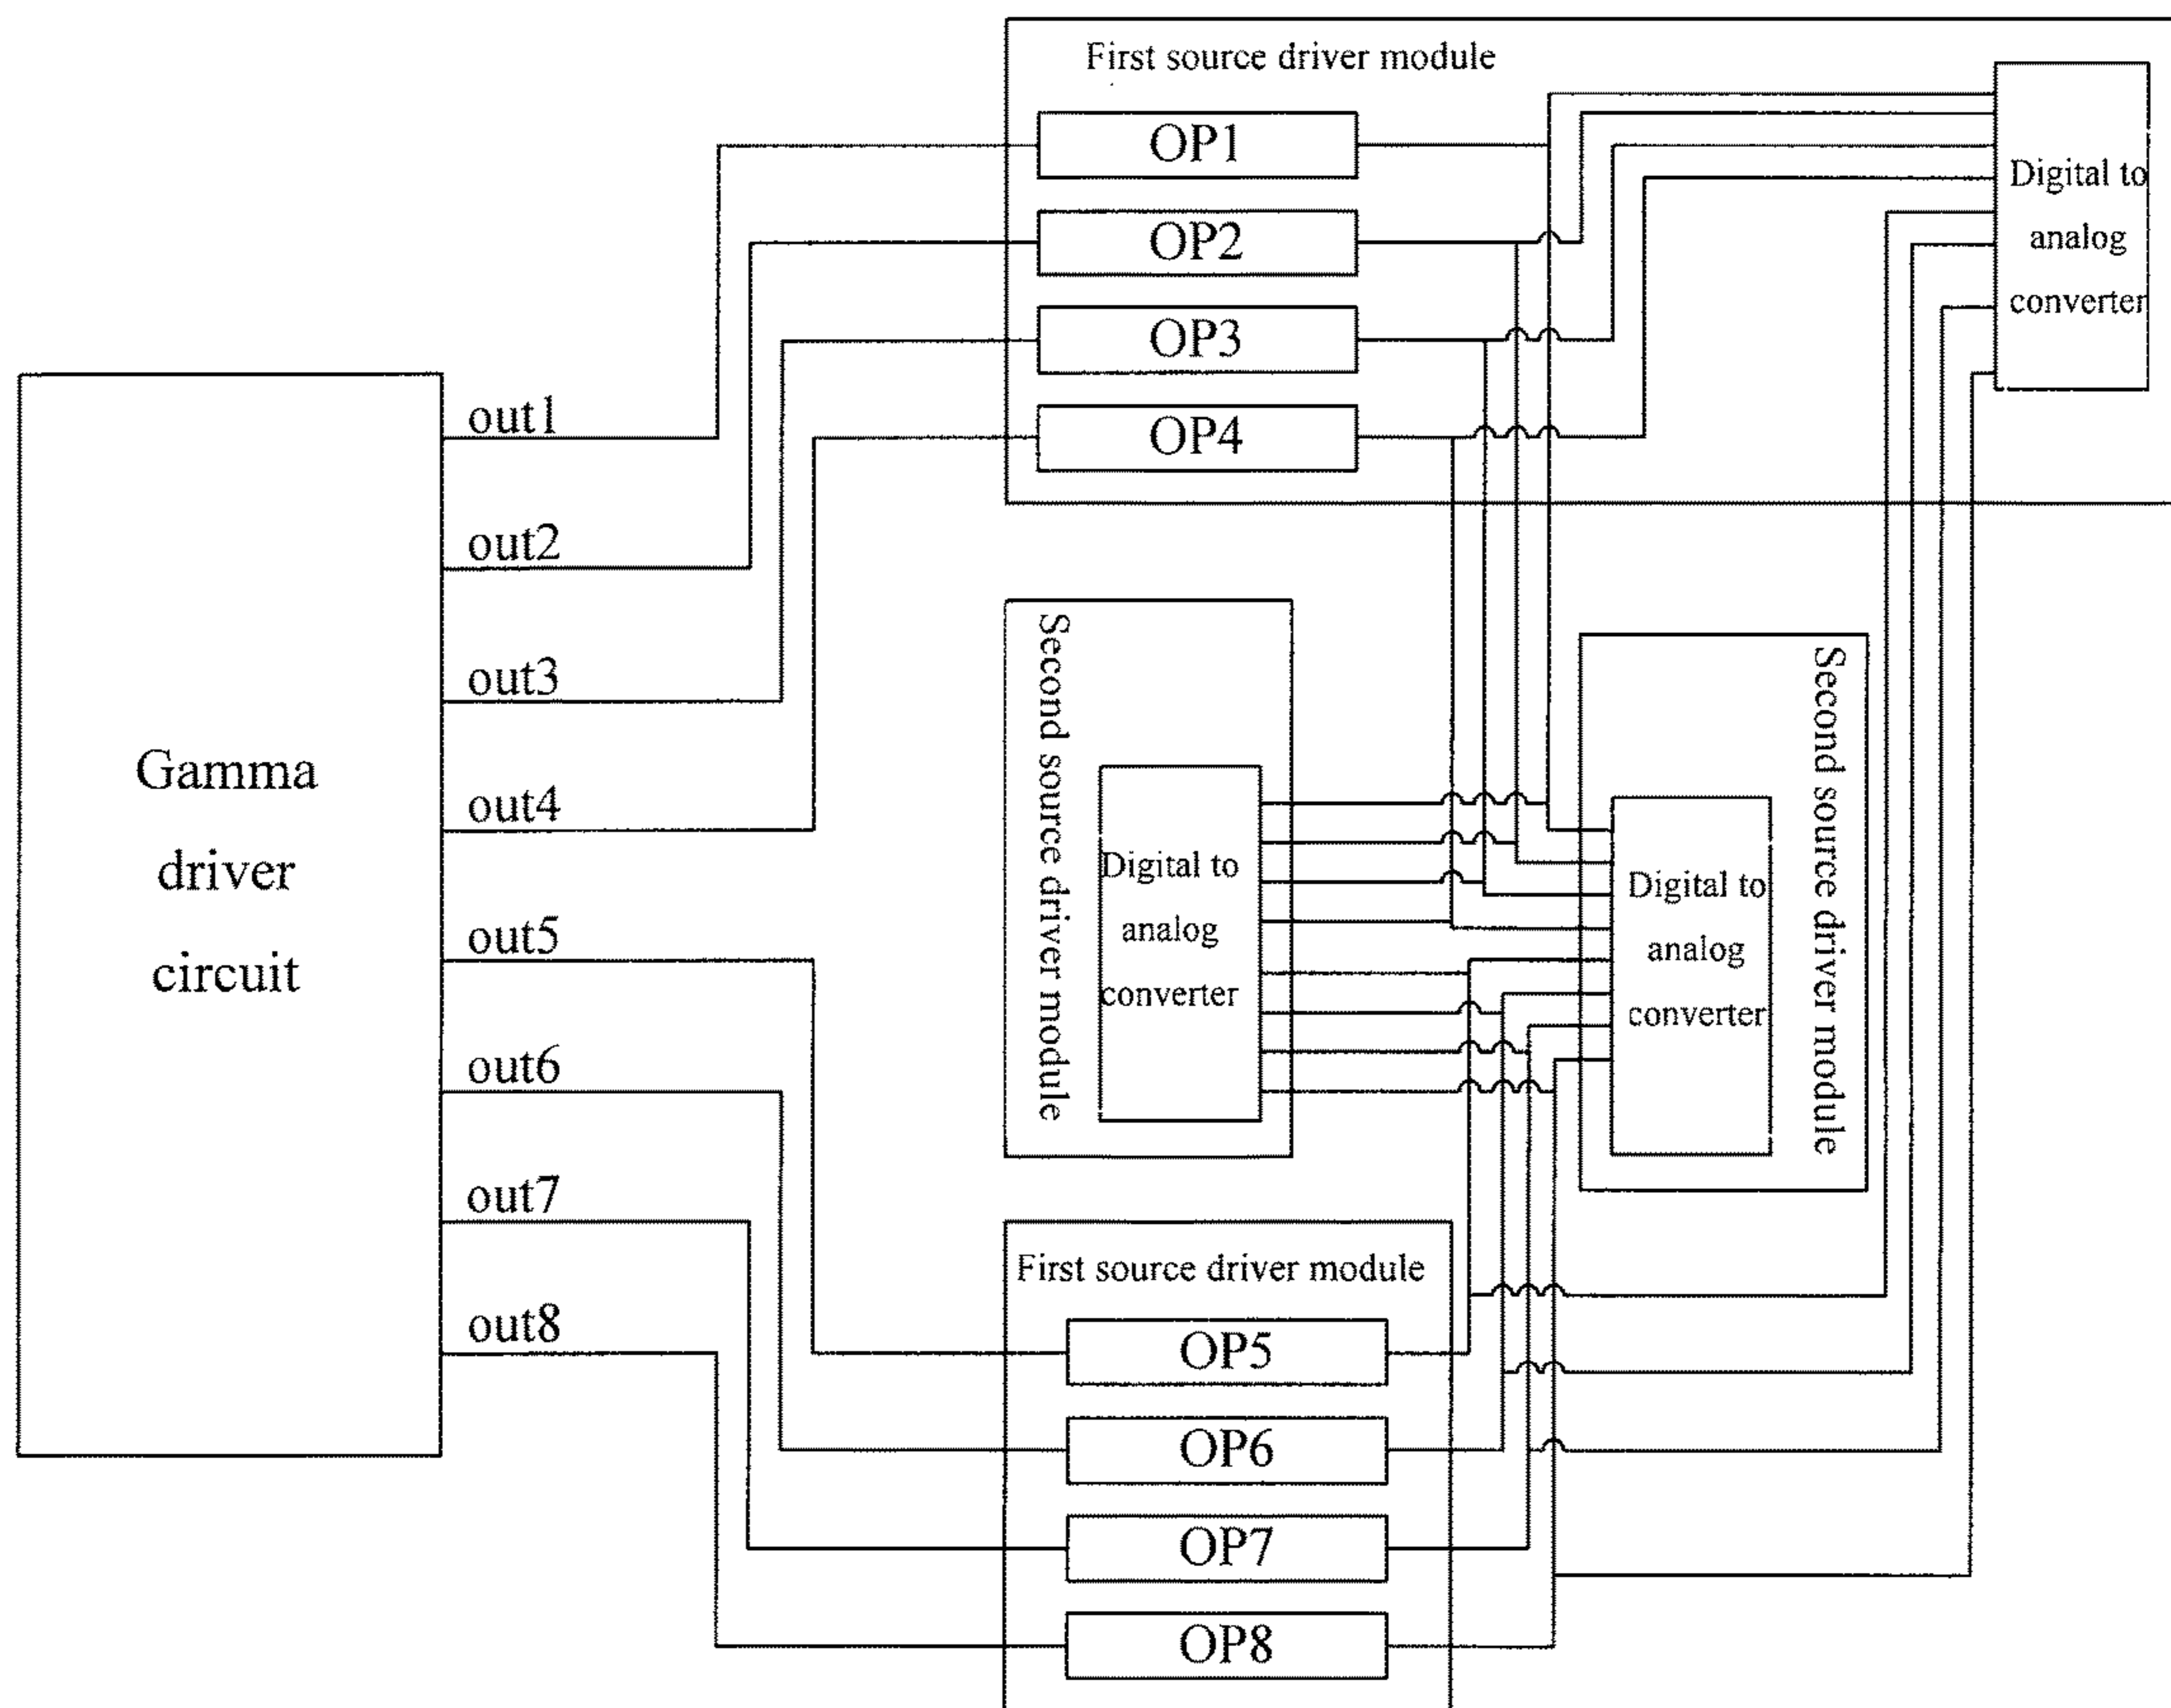 First source driver module
OP1
OP2
OP3
OP4
Digital to
analog
converter
Gamma
driver
circuit
out1
out2
out3
out4
out5
out6
out7
out8
Second source driver module
Digital to
analog
converter
Second source driver module
Digital to
analog
converter
First source driver module
OP5
OP6
OP7
OP8